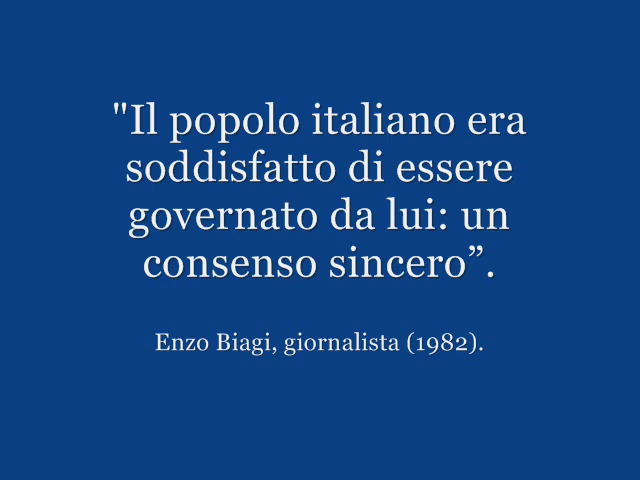 "Il popolo italiano era
soddisfatto di essere
governato da lui: un
consenso sincero”.
Enzo Biagi, giornalista (1982).